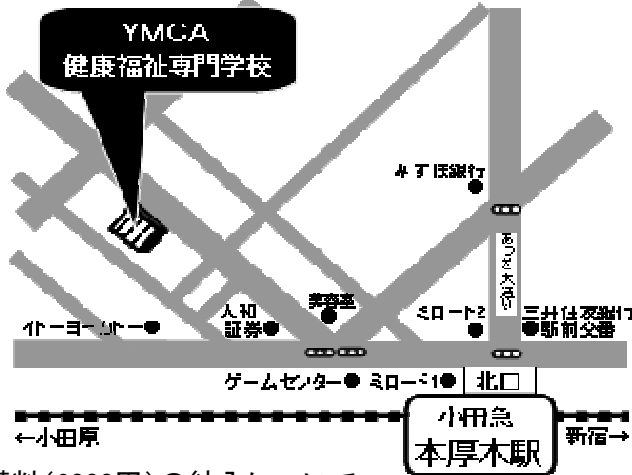 YMCA
健康福祉専門学校
みずほ銀行
あつぎ大通り
美容室
大和
証券
イトーヨーカドー
ミロード2
三井住友銀行
駅前交番
ゲームセンター
ミロード1
北口
←小田原
小田急
本厚木駅
新宿→